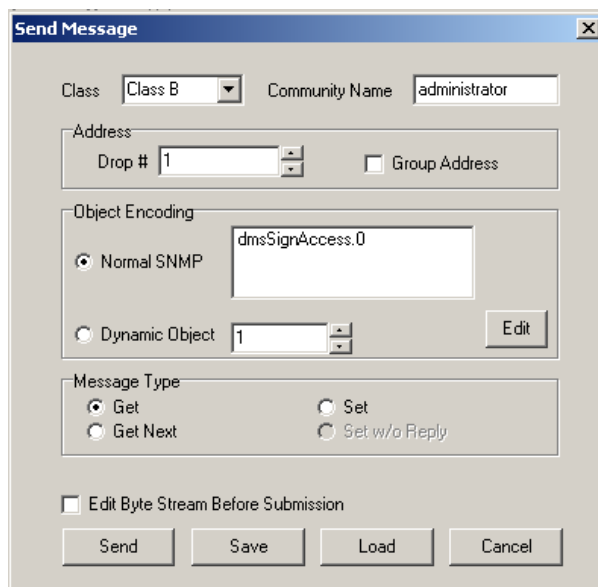 Send Message
Class Class B Community Name administrator
Address
Drop # 1 Group Address
Object Encoding
dmsSignAccess.0
Normal SNMP
Dynamic Object 1 Edit
Message Type
Get Set
Get Next Set w/o Reply
Edit Byte Stream Before Submission
Send Save Load Cancel